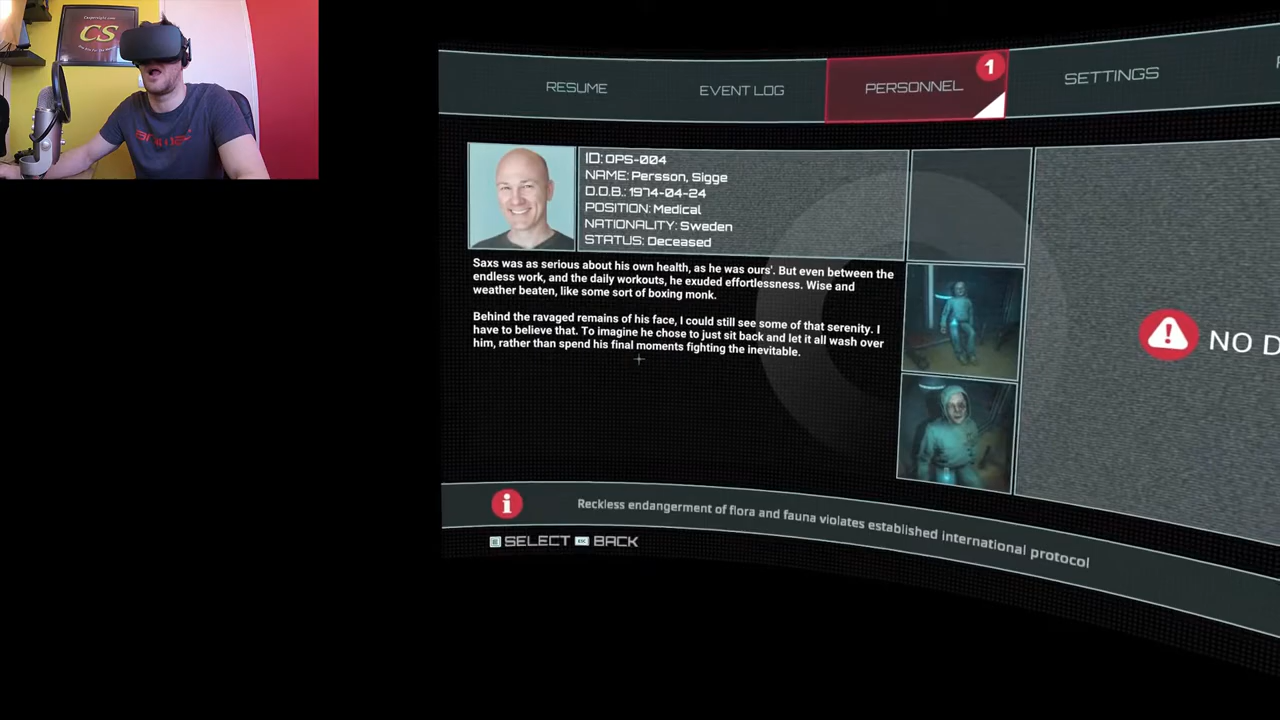 CS
RESUME
EVENT LOG
PERSONNEL
1
SETTINGS
ID: OPS-004
NAME: Persson, Sigge
D.O.B.: 1974-04-24
POSITION: Medical
NATIONALITY: Sweden
STATUS: Deceased
Saxs was as serious about his own health, as he was ours'. But even between the
endless work, and the daily workouts, he exuded effortlessness. Wise and
weather beaten, like some sort of boxing monk.
Behind the ravaged remains of his face, I could still see some of that serenity. I
have to believe that. To imagine he chose to just sit back and let it all wash over
him, rather than spend his final moments fighting the inevitable.
NO D
Reckless endangerment of flora and fauna violates established international protocol
SELECT
BACK